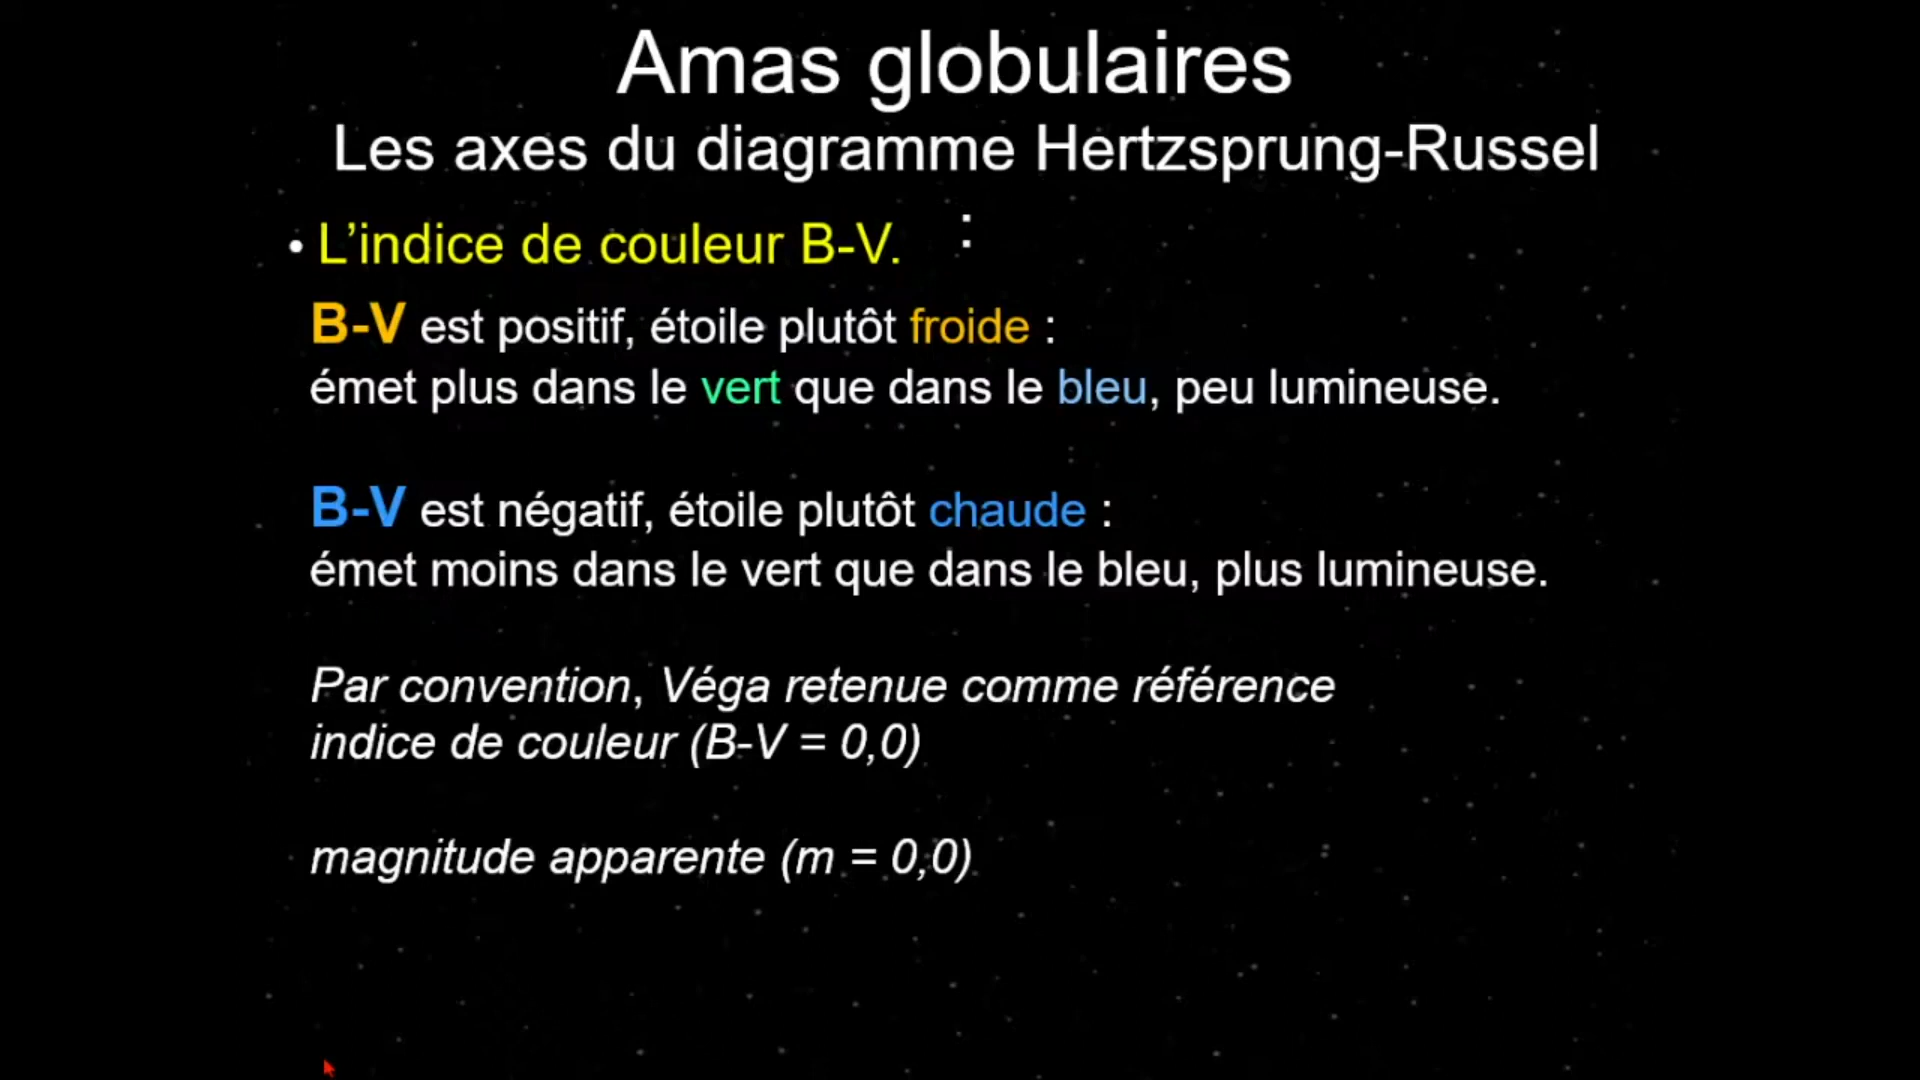 Amas globulaires
Les axes du diagramme Hertzsprung-Russel
:
• L’indice de couleur B-V.
B-V est positif, étoile plutôt froide :
émet plus dans le vert que dans le bleu, peu lumineuse.
B-V est négatif, étoile plutôt chaude :
émet moins dans le vert que dans le bleu, plus lumineuse.
Par convention, Véga retenue comme référence
indice de couleur (B-V = 0,0)
magnitude apparente (m = 0,0)